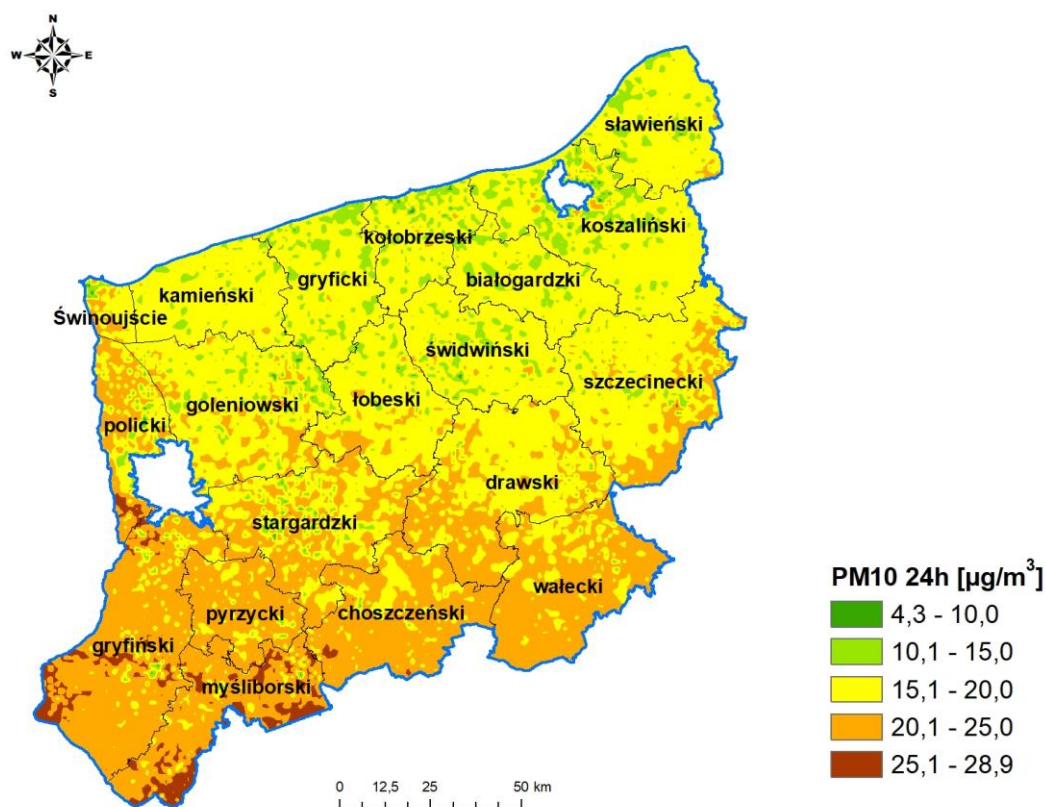 N
W E
S
sławieński
koszaliński
kołobrzeski
białogardzki
gryficki
kamieński
Świnoujście
świdwiński
szczecinecki
łobeski
goleniowski
policki
drawski
stargardzki
wałecki
choszczeński
pyrzycki
gryfiński
myśliborski
PM10 24h [µg/m³]
4,3 - 10,0
10,1 - 15,0
15,1 - 20,0
20,1 - 25,0
25,1 - 28,9
0 12,5 25 50 km